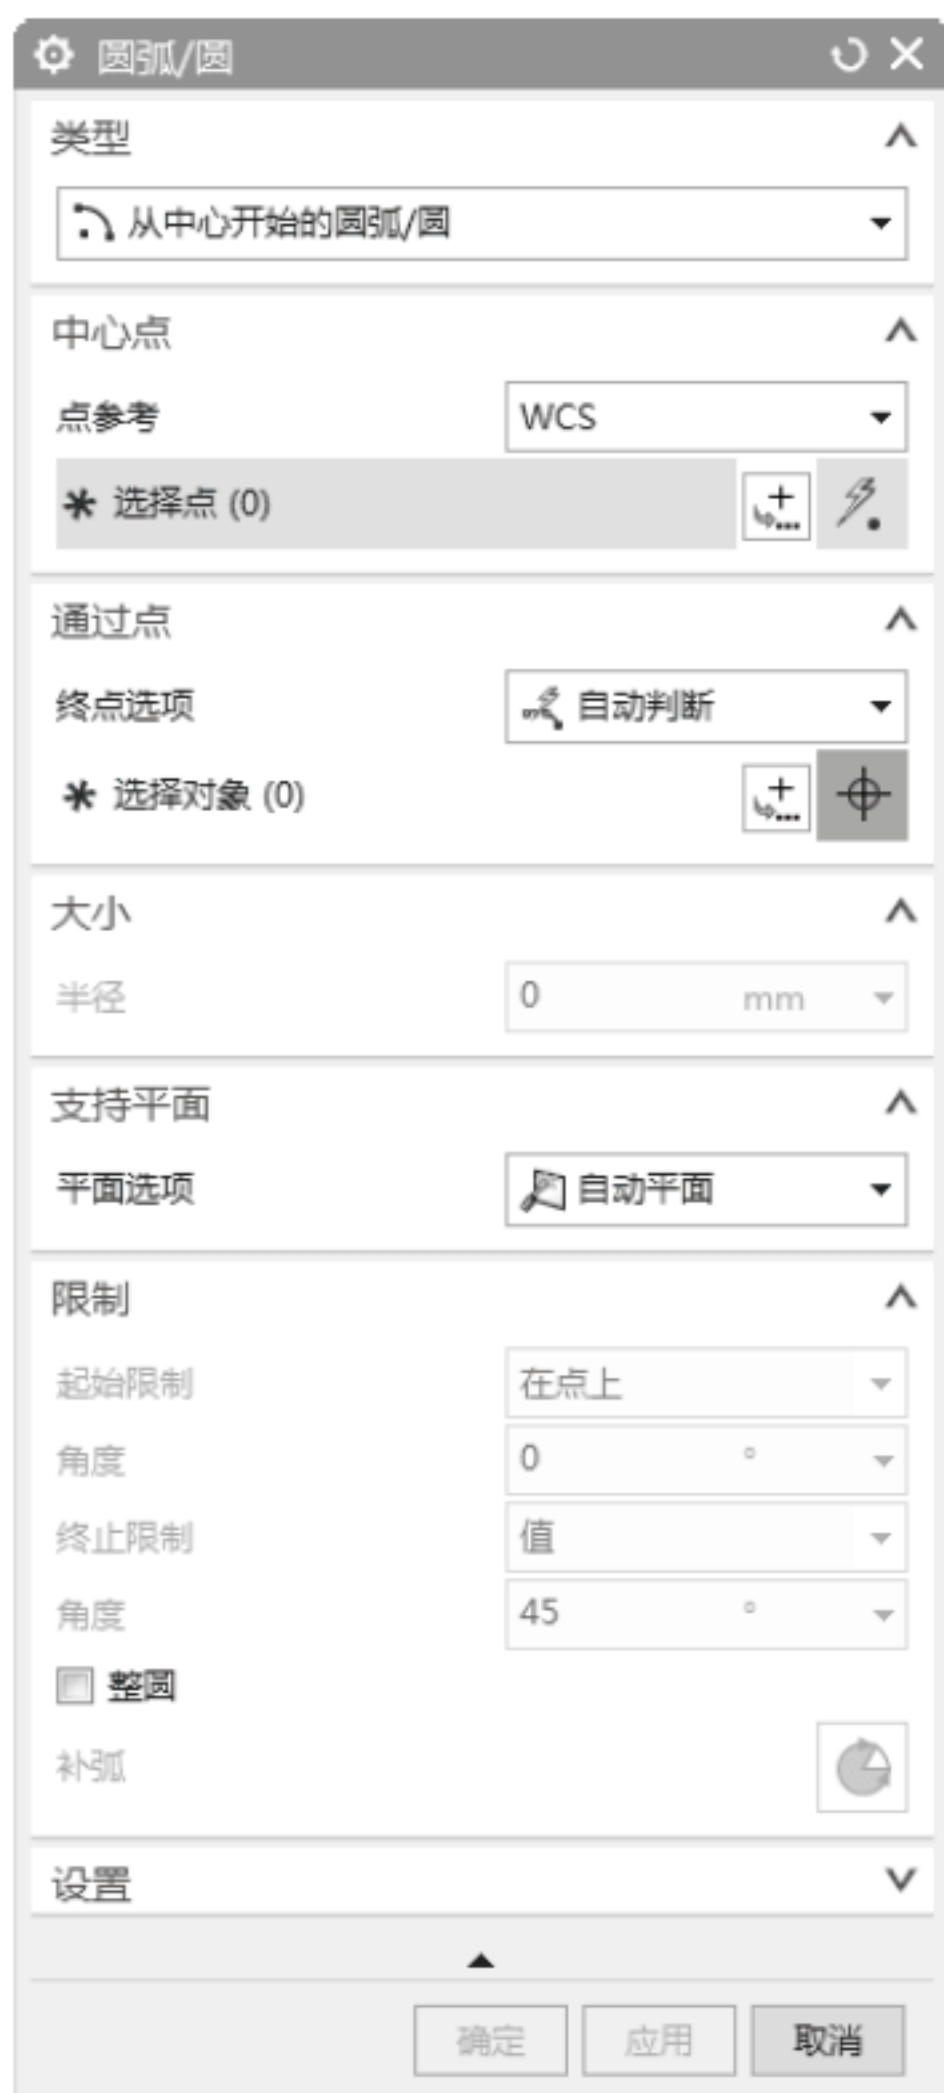 圆弧/圆
类型
从中心开始的圆弧/圆
中心点
点参考 WCS
* 选择点 (0)
通过点
终点选项 自动判断
* 选择对象 (0)
大小
半径 0 mm
支持平面
平面选项 自动平面
限制
起始限制 在点上
角度 0 °
终止限制 值
角度 45 °
整圆
补弧
设置
确定 应用 取消